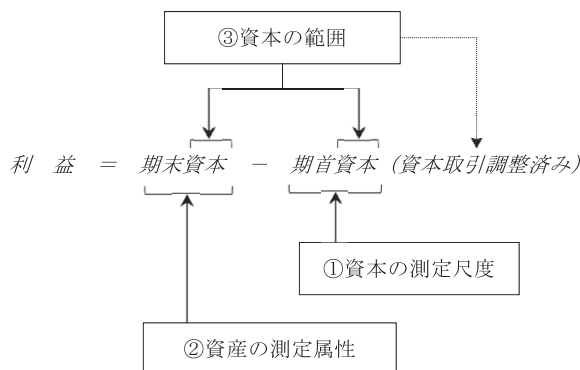 ③資本の範囲
利 益 = 期末資本 - 期首資本 (資本取引調整済み)
①資本の測定尺度
②資産の測定属性